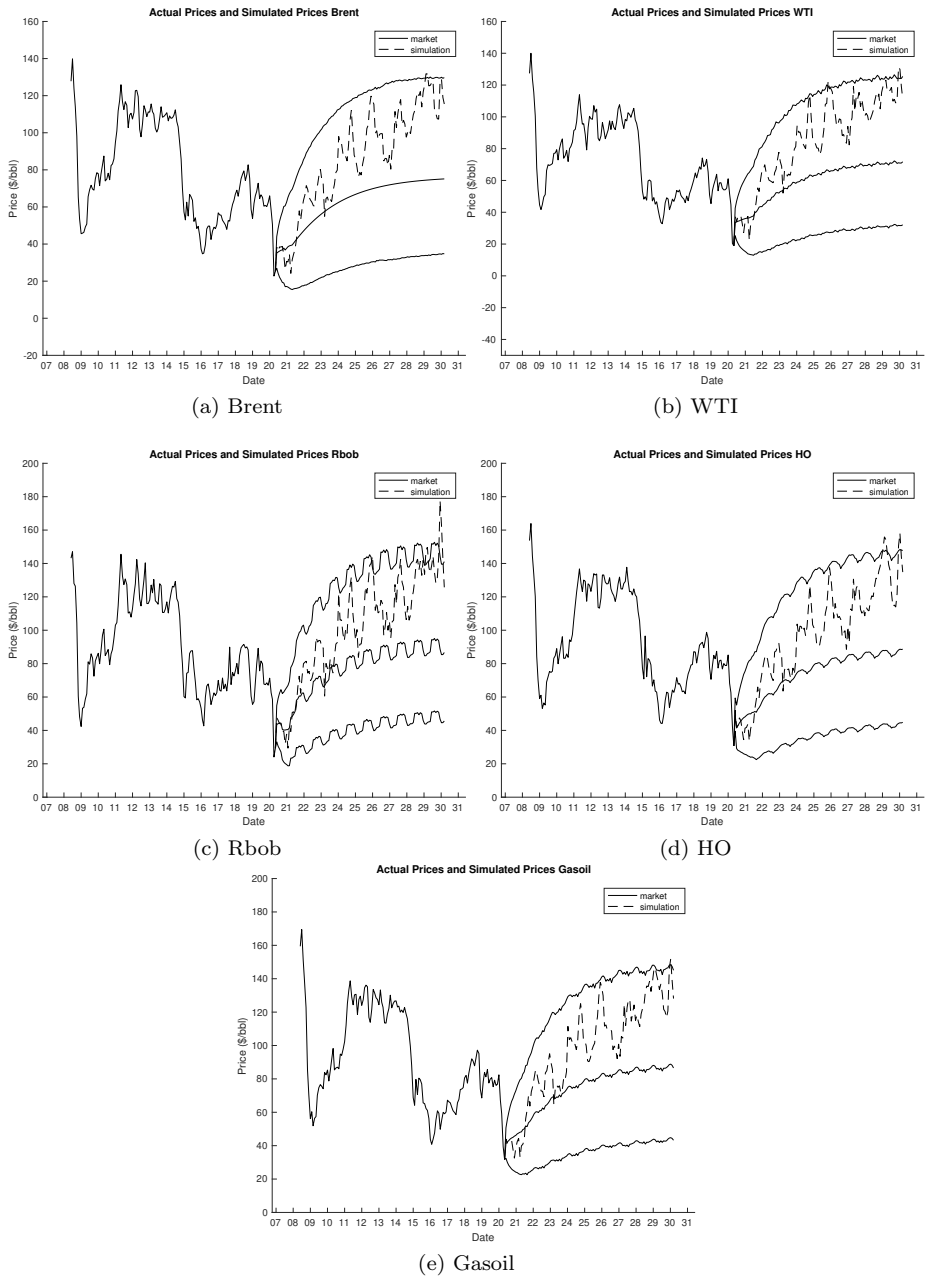 Actual Prices and Simulated Prices Brent
160
140
120
100
80
60
40
20
0
-20
Price ($/bbl)
market
simulation
07 08 09 10 11 12 13 14 15 16 17 18 19 20 21 22 23 24 25 26 27 28 29 30 31
Date
(a) Brent
Actual Prices and Simulated Prices WTI
160
140
120
100
80
60
40
20
0
-20
-40
Price ($/bbl)
market
simulation
07 08 09 10 11 12 13 14 15 16 17 18 19 20 21 22 23 24 25 26 27 28 29 30 31
Date
(b) WTI
Actual Prices and Simulated Prices Rbob
200
180
160
140
120
100
80
60
40
20
0
Price ($/bbl)
market
simulation
07 08 09 10 11 12 13 14 15 16 17 18 19 20 21 22 23 24 25 26 27 28 29 30 31
Date
(c) Rbob
Actual Prices and Simulated Prices HO
200
180
160
140
120
100
80
60
40
20
0
Price ($/bbl)
market
simulation
07 08 09 10 11 12 13 14 15 16 17 18 19 20 21 22 23 24 25 26 27 28 29 30 31
Date
(d) HO
Actual Prices and Simulated Prices Gasoil
200
180
160
140
120
100
80
60
40
20
0
Price ($/bbl)
market
simulation
07 08 09 10 11 12 13 14 15 16 17 18 19 20 21 22 23 24 25 26 27 28 29 30 31
Date
(e) Gasoil